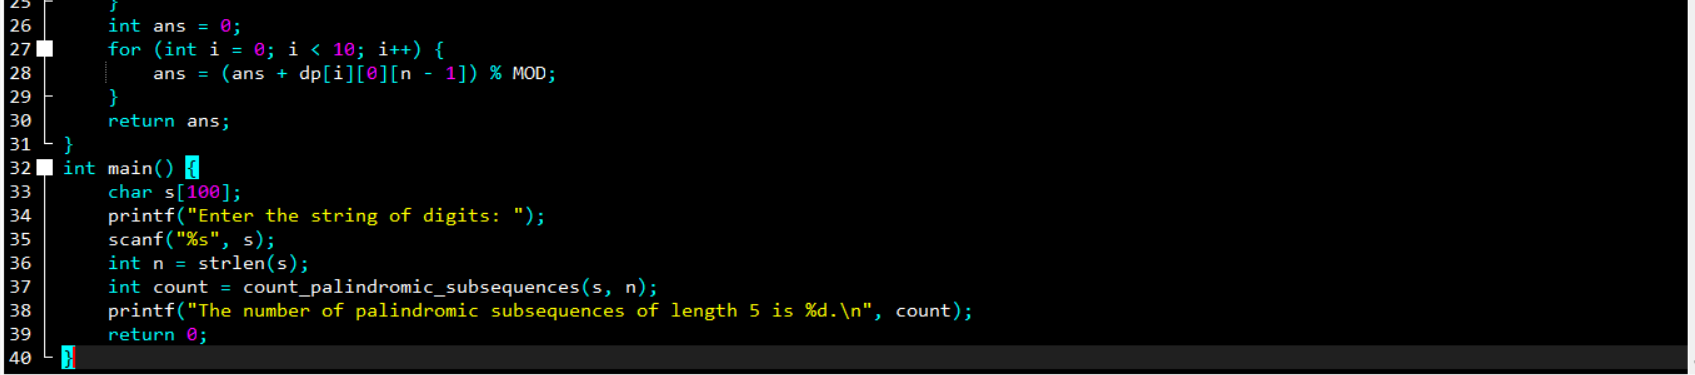 25 }
26 int ans = 0;
27 for (int i = 0; i < 10; i++) {
28 ans = (ans + dp[i][0][n - 1]) % MOD;
29 }
30 return ans;
31 }
32 int main() {
33 char s[100];
34 printf("Enter the string of digits: ");
35 scanf("%s", s);
36 int n = strlen(s);
37 int count = count_palindromic_subsequences(s, n);
38 printf("The number of palindromic subsequences of length 5 is %d.\n", count);
39 return 0;
40 }